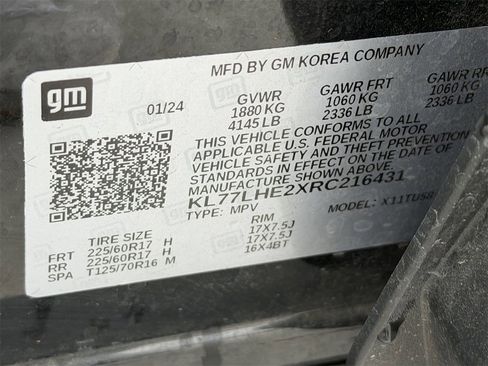 MFD BY GM KOREA COMPANY
gm
01/24
GVWR GAWR FRT GAWR RR
1880 KG 1060 KG 1060 KG
4145 LB 2336 LB 2336 LB
THIS VEHICLE CONFORMS TO ALL
APPLICABLE U.S. FEDERAL MOTOR
VEHICLE SAFETY AND THEFT PREVENTION
STANDARDS IN EFFECT ON THE DATE OF
KL77LHE2XRC216431
TYPE: MPV MODEL: X11TU58
TIRE SIZE RIM
FRT 225/60R17 H 17X7.5J
RR 225/60R17 H 17X7.5J
SPA T125/70R16 M 16X4BT